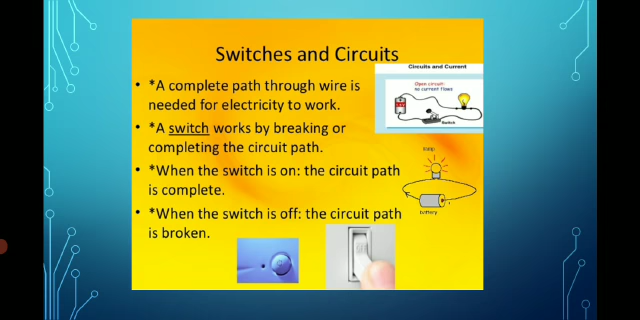 Switches and Circuits
• *A complete path through wire is
needed for electricity to work.
• *A switch works by breaking or
completing the circuit path.
• *When the switch is on: the circuit path
is complete.
• *When the switch is off: the circuit path
is broken.
Circuits and Current
Open circuit:
no current flows
Switch
battery